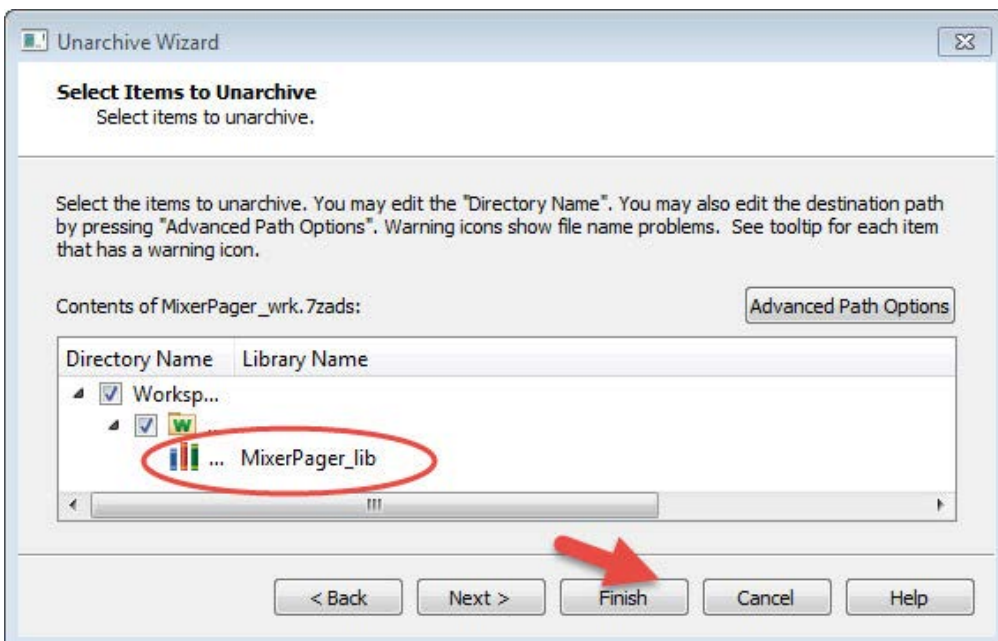 Unarchive Wizard
Select Items to Unarchive
Select items to unarchive.
Select the items to unarchive. You may edit the "Directory Name". You may also edit the destination path
by pressing "Advanced Path Options". Warning icons show file name problems. See tooltip for each item
that has a warning icon.
Contents of MixerPager_wrk.7zads:
Advanced Path Options
Directory Name Library Name
Worksp...
W ...
... MixerPager_lib
< Back Next > Finish Cancel Help